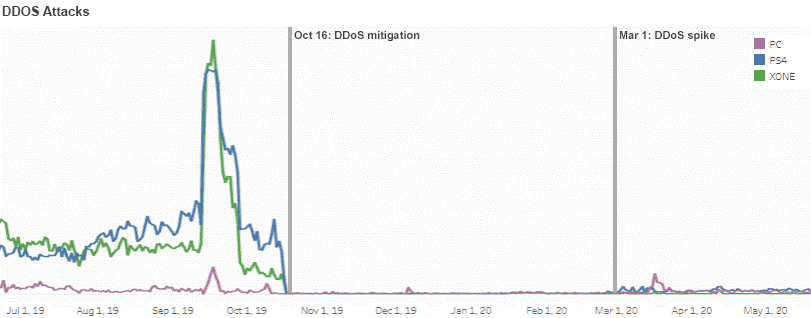 DDOS Attacks
Oct 16: DDoS mitigation
Mar 1: DDoS spike
PC
PS4
XONE
Jul 1, 19
Aug 1, 19
Sep 1, 19
Oct 1, 19
Nov 1, 19
Dec 1, 19
Jan 1, 20
Feb 1, 20
Mar 1, 20
Apr 1, 20
May 1, 20